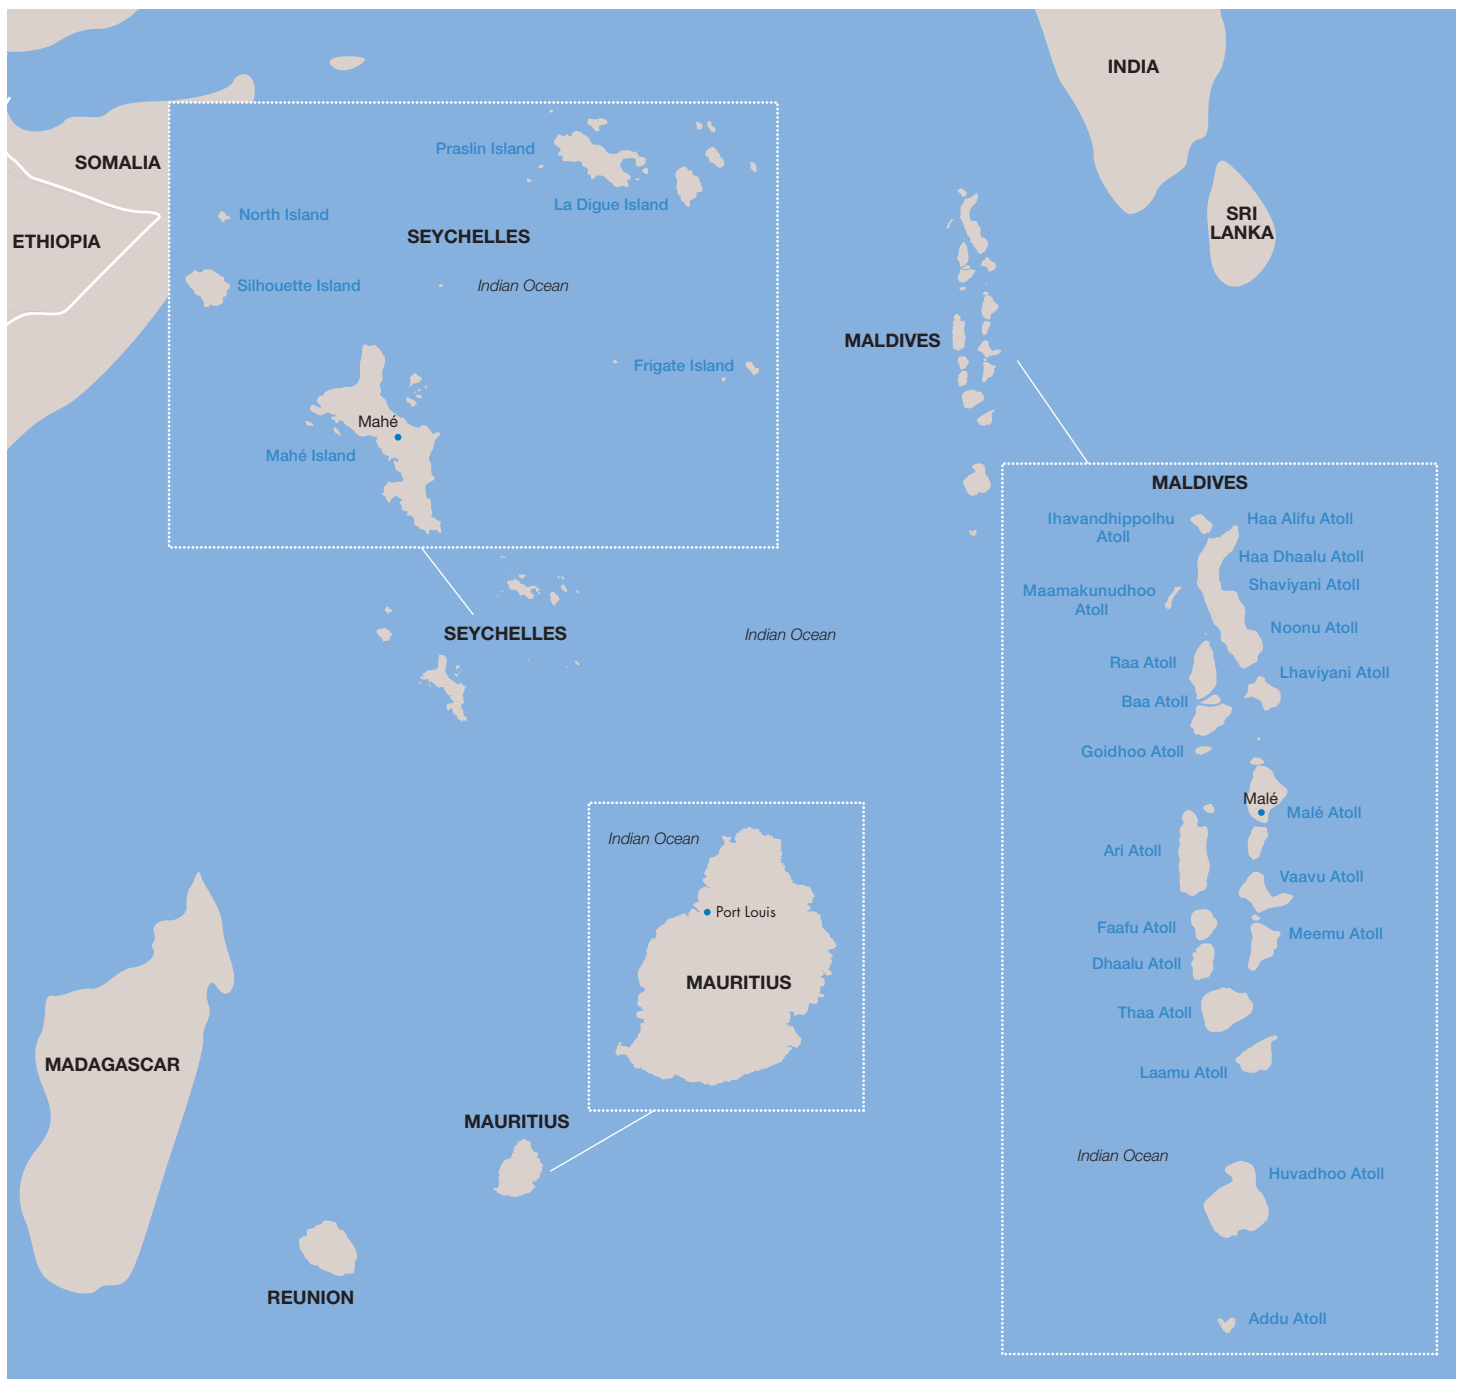 INDIA
SOMALIA
ETHIOPIA
SRI
LANKA
Praslin Island
La Digue Island
North Island
SEYCHELLES
Silhouette Island
Indian Ocean
Frigate Island
Mahé
Mahé Island
MALDIVES
SEYCHELLES
Indian Ocean
MALDIVES
Ihavandhippolhu
Atoll
Haa Alifu Atoll
Haa Dhaalu Atoll
Shaviyani Atoll
Maamakunudhoo
Atoll
Noonu Atoll
Raa Atoll
Lhaviyani Atoll
Baa Atoll
Goidhoo Atoll
Malé
Malé Atoll
Ari Atoll
Vaavu Atoll
Faafu Atoll
Meemu Atoll
Dhaalu Atoll
Thaa Atoll
Laamu Atoll
Indian Ocean
Huvadhoo Atoll
Addu Atoll
Indian Ocean
Port Louis
MAURITIUS
MADAGASCAR
MAURITIUS
REUNION